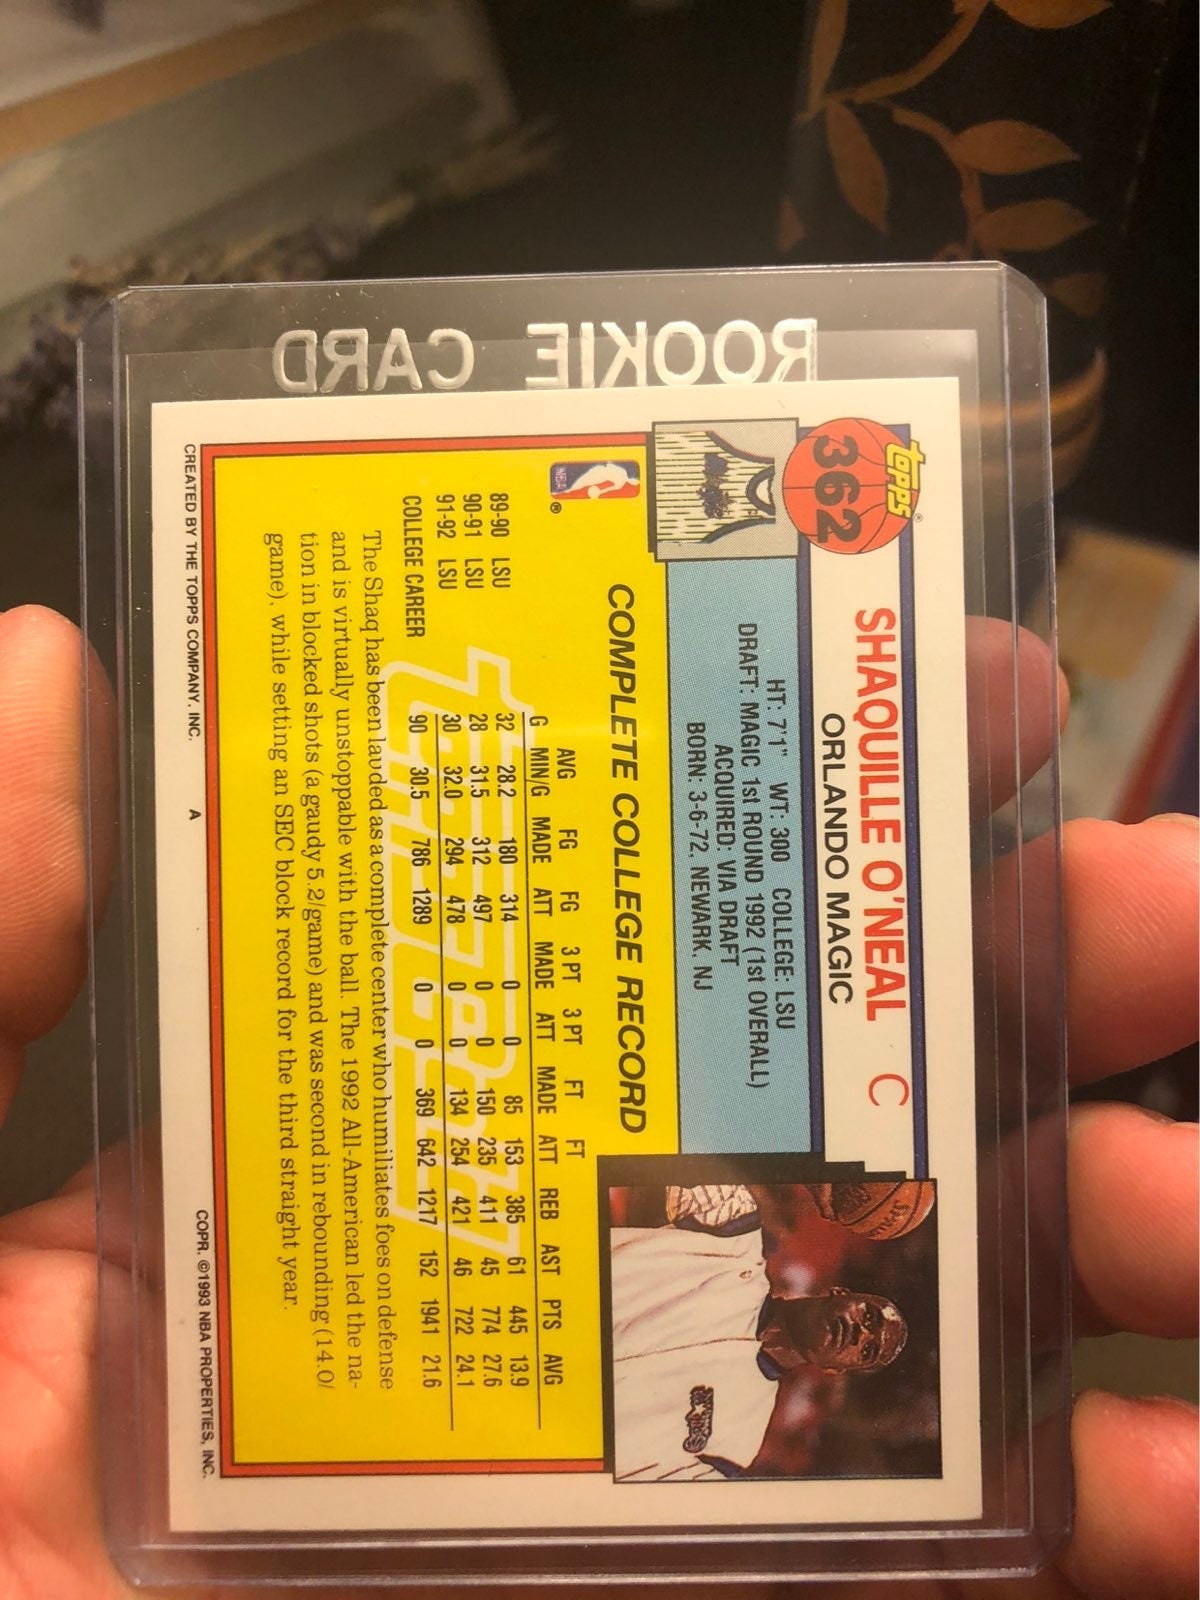 ROOKIE CARD
topps®
362
SHAQUILLE O'NEAL C
ORLANDO MAGIC
HT: 7'1" WT: 300 COLLEGE: LSU
DRAFT: MAGIC 1st ROUND 1992 (1st OVERALL)
ACQUIRED: VIA DRAFT
BORN: 3-6-72, NEWARK, NJ
COMPLETE COLLEGE RECORD
NBA ®
AVG FG FG 3 PT 3 PT FT FT
G MIN/G MADE ATT MADE ATT MADE ATT REB AST PTS AVG
89-90 LSU 32 28.2 180 314 0 0 85 153 385 61 445 13.9
90-91 LSU 28 31.5 312 497 0 0 150 235 411 45 774 27.6
91-92 LSU 30 32.0 294 478 0 0 134 254 421 46 722 24.1
COLLEGE CAREER 90 30.5 786 1289 0 0 369 642 1217 152 1941 21.6
The Shaq has been lauded as a complete center who humiliates foes on defense
and is virtually unstoppable with the ball. The 1992 All-American led the na-
tion in blocked shots (a gaudy 5.2/game) and was second in rebounding (14.0/
game), while setting an SEC block record for the third straight year.
CREATED BY THE TOPPS COMPANY, INC. A COPR. ©1993 NBA PROPERTIES, INC.